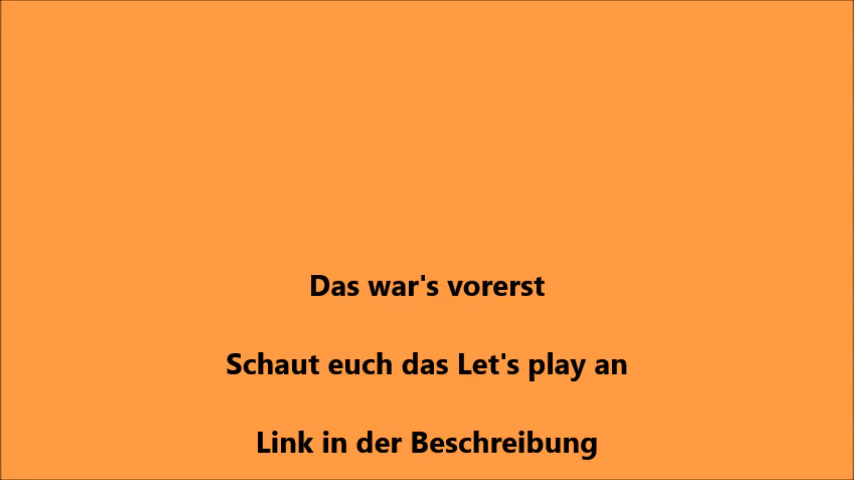 Das war's vorerst
Schaut euch das Let's play an
Link in der Beschreibung